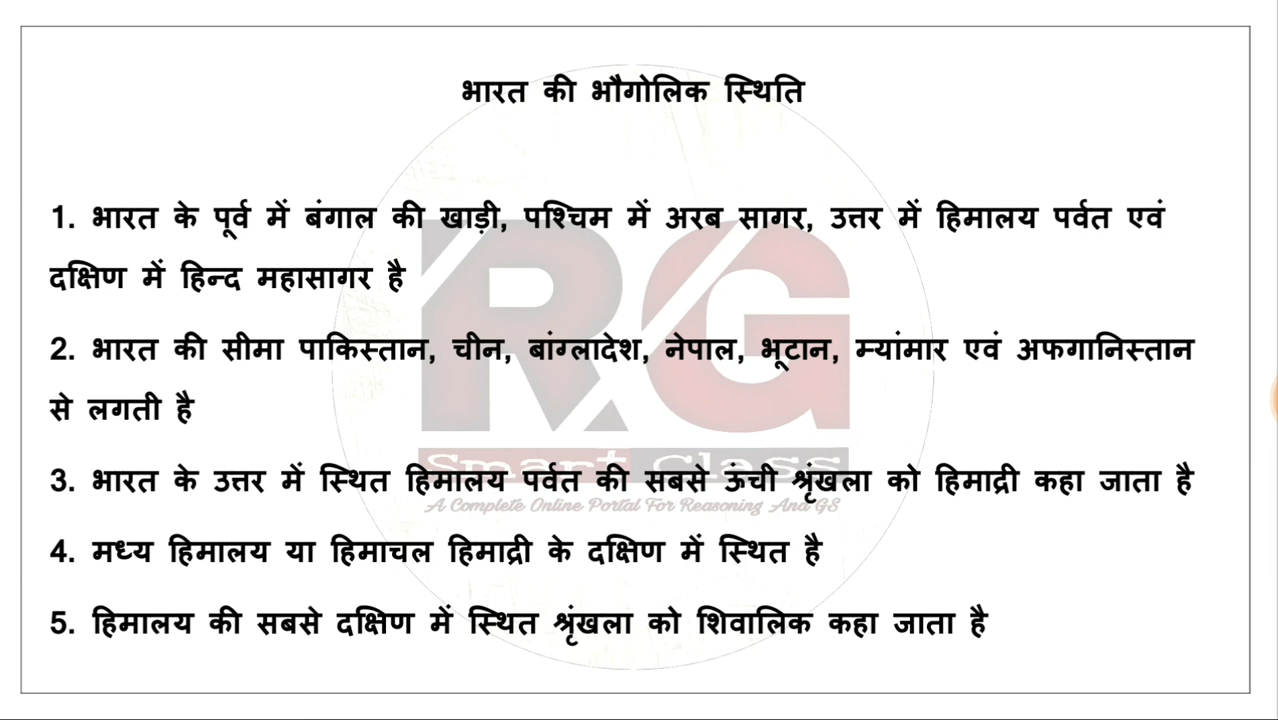 भारत की भौगोलिक स्थिति
1. भारत के पूर्व में बंगाल की खाड़ी, पश्चिम में अरब सागर, उत्तर में हिमालय पर्वत एवं
दक्षिण में हिन्द महासागर है
2. भारत की सीमा पाकिस्तान, चीन, बांग्लादेश, नेपाल, भूटान, म्यांमार एवं अफगानिस्तान
से लगती है
RG
Smart Class
3. भारत के उत्तर में स्थित हिमालय पर्वत की सबसे ऊंची श्रृंखला को हिमाद्री कहा जाता है
A Complete Online Portal For Reasoning And GS
4. मध्य हिमालय या हिमाचल हिमाद्री के दक्षिण में स्थित है
5. हिमालय की सबसे दक्षिण में स्थित श्रृंखला को शिवालिक कहा जाता है